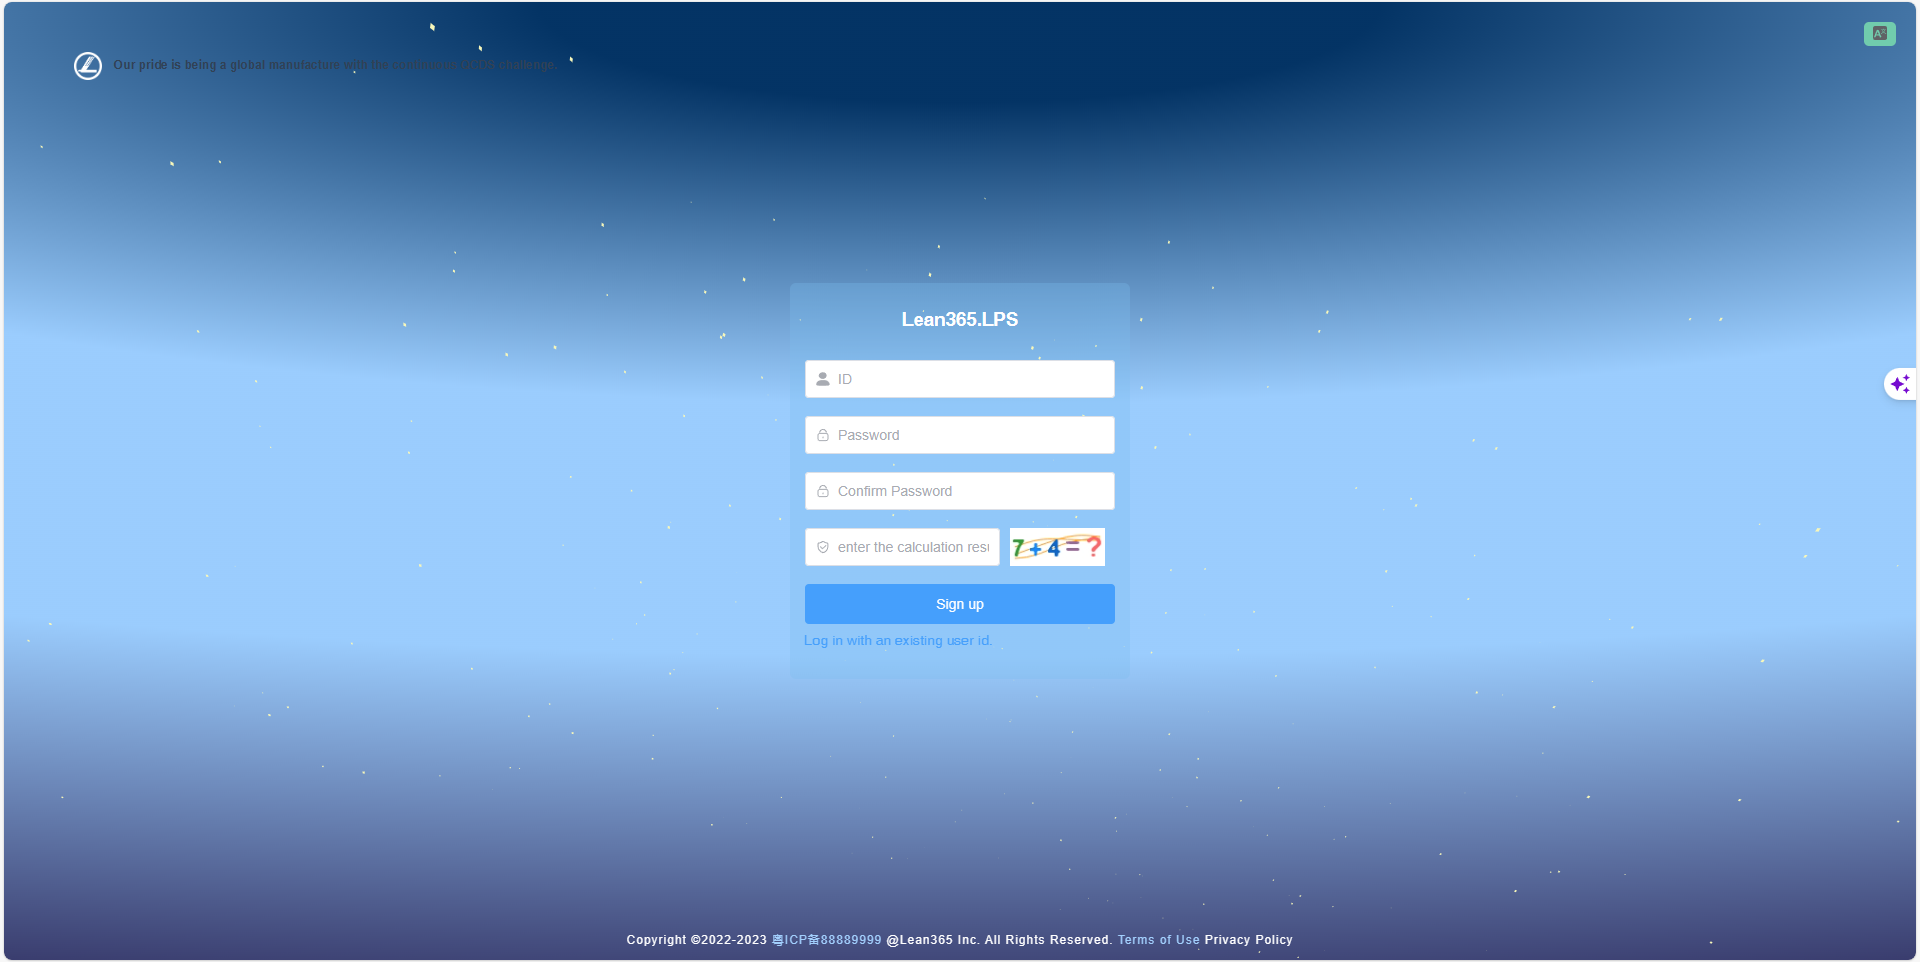 Our pride is being a global manufacture with the continuous QCDS challenge.
Lean365.LPS
ID
Password
Confirm Password
enter the calculation resu
7+4=?
Sign up
Log in with an existing user id.
Copyright ©2022-2023 粤ICP备88889999 @Lean365 Inc. All Rights Reserved. Terms of Use Privacy Policy